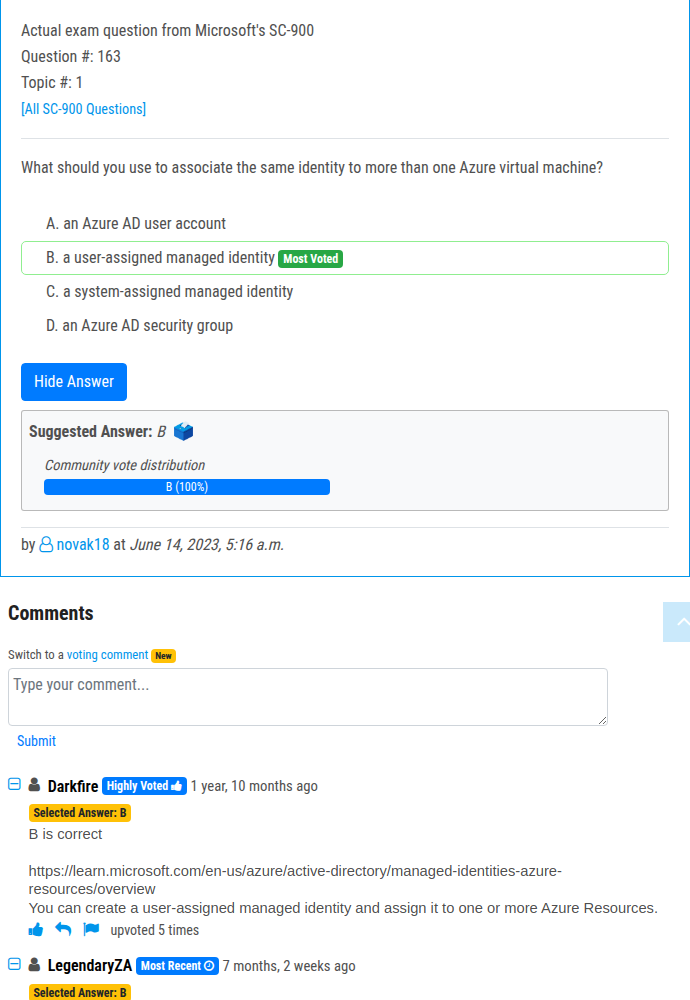 Actual exam question from Microsoft's SC-900
Question #: 163
Topic #: 1
[All SC-900 Questions]
What should you use to associate the same identity to more than one Azure virtual machine?
A. an Azure AD user account
B. a user-assigned managed identity Most Voted
C. a system-assigned managed identity
D. an Azure AD security group
Hide Answer
Suggested Answer: B
Community vote distribution
B (100%)
by novak18 at June 14, 2023, 5:16 a.m.
Comments
Switch to a voting comment New
Type your comment...
Submit
Darkfire Highly Voted 1 year, 10 months ago
Selected Answer: B
B is correct
https://learn.microsoft.com/en-us/azure/active-directory/managed-identities-azure-
resources/overview
You can create a user-assigned managed identity and assign it to one or more Azure Resources.
upvoted 5 times
LegendaryZA Most Recent 7 months, 2 weeks ago
Selected Answer: B